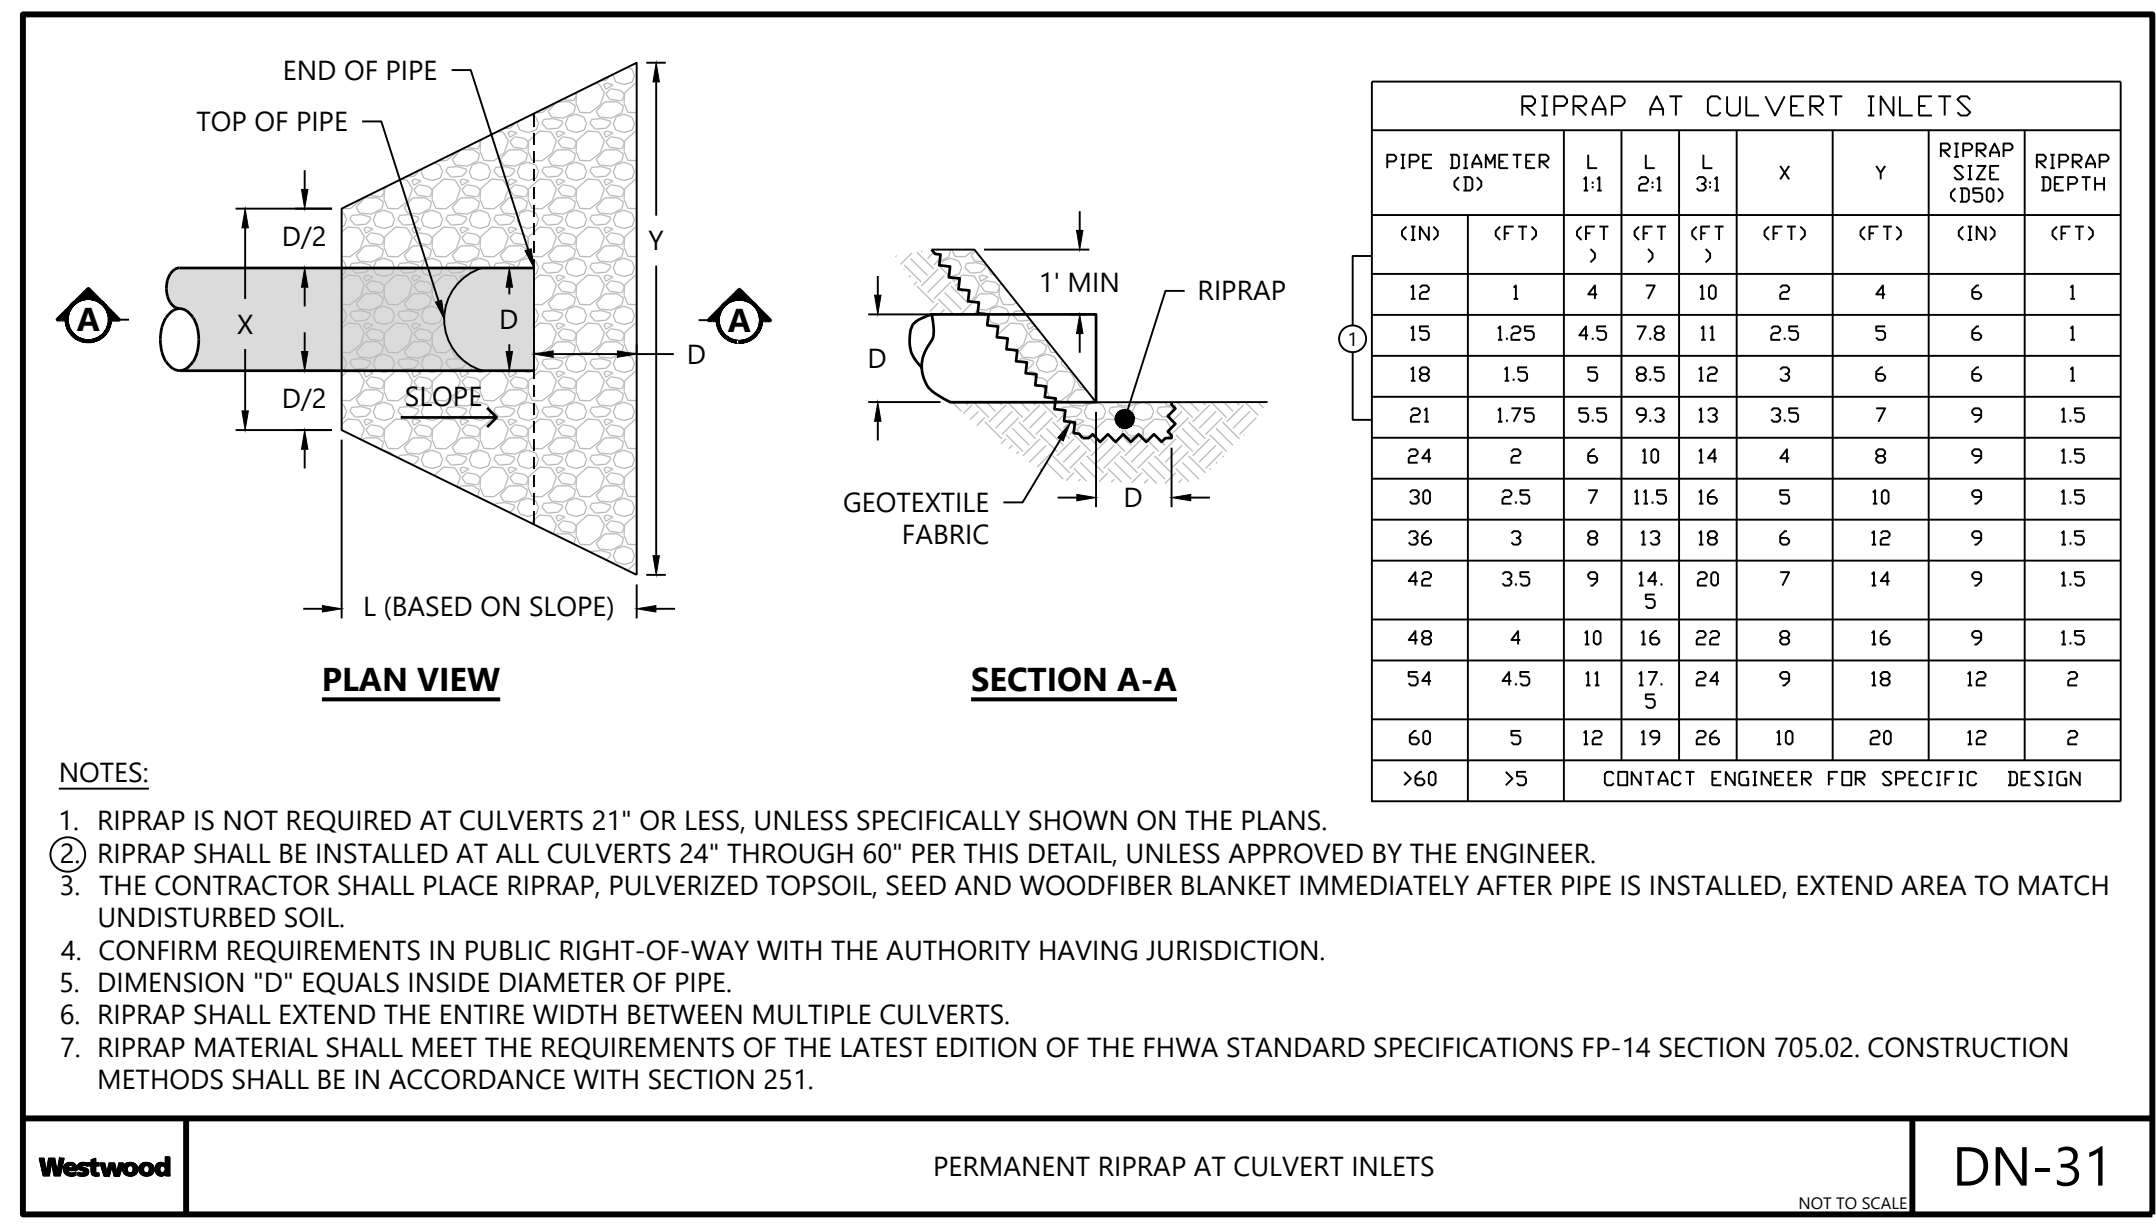 END OF PIPE
TOP OF PIPE
D/2
X
D/2
D
D
Y
SLOPE
A
A
L (BASED ON SLOPE)
PLAN VIEW
1' MIN
RIPRAP
D
D
GEOTEXTILE
FABRIC
SECTION A-A
RIPRAP AT CULVERT INLETS
PIPE DIAMETER (D) L 1:1 L 2:1 L 3:1 X Y RIPRAP SIZE (D50) RIPRAP DEPTH
(IN) (FT) (FT) (FT) (FT) (FT) (FT) (IN) (FT)
12 1 4 7 10 2 4 6 1
1
15 1.25 4.5 7.8 11 2.5 5 6 1
18 1.5 5 8.5 12 3 6 6 1
21 1.75 5.5 9.3 13 3.5 7 9 1.5
24 2 6 10 14 4 8 9 1.5
30 2.5 7 11.5 16 5 10 9 1.5
36 3 8 13 18 6 12 9 1.5
42 3.5 9 14.5 20 7 14 9 1.5
48 4 10 16 22 8 16 9 1.5
54 4.5 11 17.5 24 9 18 12 2
60 5 12 19 26 10 20 12 2
>60 >5 CONTACT ENGINEER FOR SPECIFIC DESIGN
NOTES:
1. RIPRAP IS NOT REQUIRED AT CULVERTS 21" OR LESS, UNLESS SPECIFICALLY SHOWN ON THE PLANS.
2. RIPRAP SHALL BE INSTALLED AT ALL CULVERTS 24" THROUGH 60" PER THIS DETAIL, UNLESS APPROVED BY THE ENGINEER.
3. THE CONTRACTOR SHALL PLACE RIPRAP, PULVERIZED TOPSOIL, SEED AND WOODFIBER BLANKET IMMEDIATELY AFTER PIPE IS INSTALLED, EXTEND AREA TO MATCH
UNDISTURBED SOIL.
4. CONFIRM REQUIREMENTS IN PUBLIC RIGHT-OF-WAY WITH THE AUTHORITY HAVING JURISDICTION.
5. DIMENSION "D" EQUALS INSIDE DIAMETER OF PIPE.
6. RIPRAP SHALL EXTEND THE ENTIRE WIDTH BETWEEN MULTIPLE CULVERTS.
7. RIPRAP MATERIAL SHALL MEET THE REQUIREMENTS OF THE LATEST EDITION OF THE FHWA STANDARD SPECIFICATIONS FP-14 SECTION 705.02. CONSTRUCTION
METHODS SHALL BE IN ACCORDANCE WITH SECTION 251.
Westwood
PERMANENT RIPRAP AT CULVERT INLETS
NOT TO SCALE
DN-31